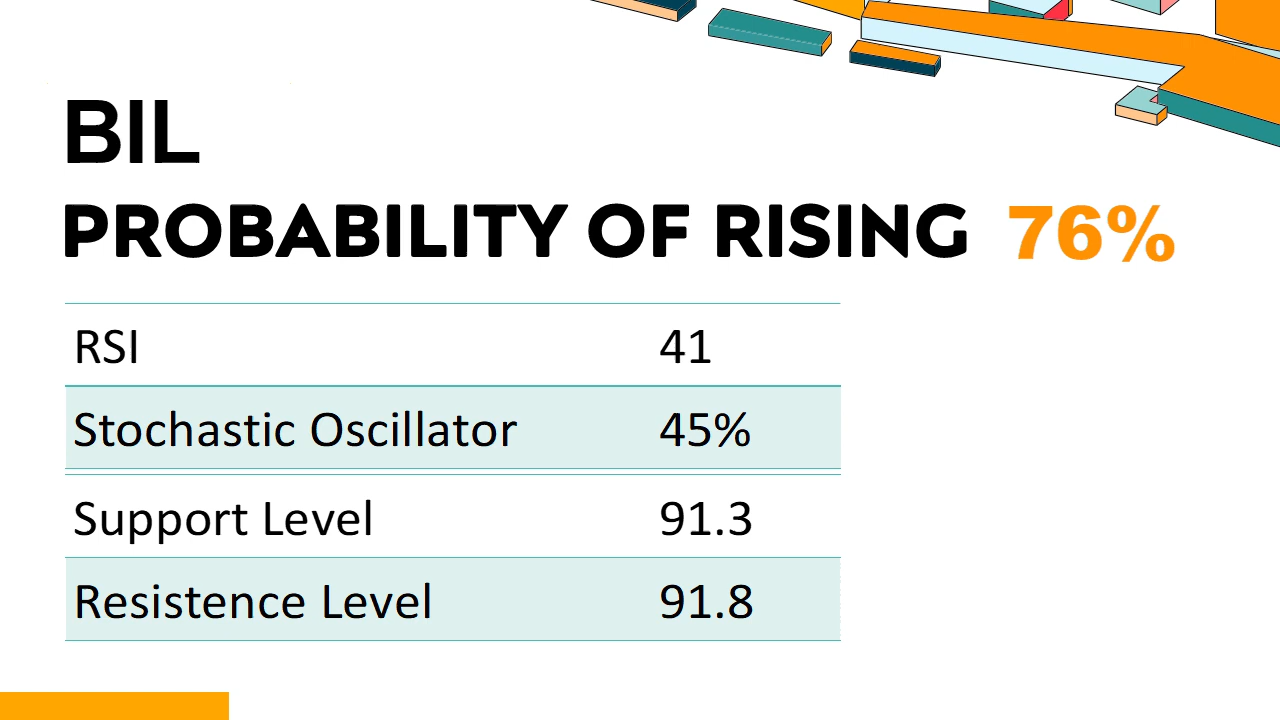 BIL
PROBABILITY OF RISING 76%
RSI 41
Stochastic Oscillator 45%
Support Level 91.3
Resistence Level 91.8